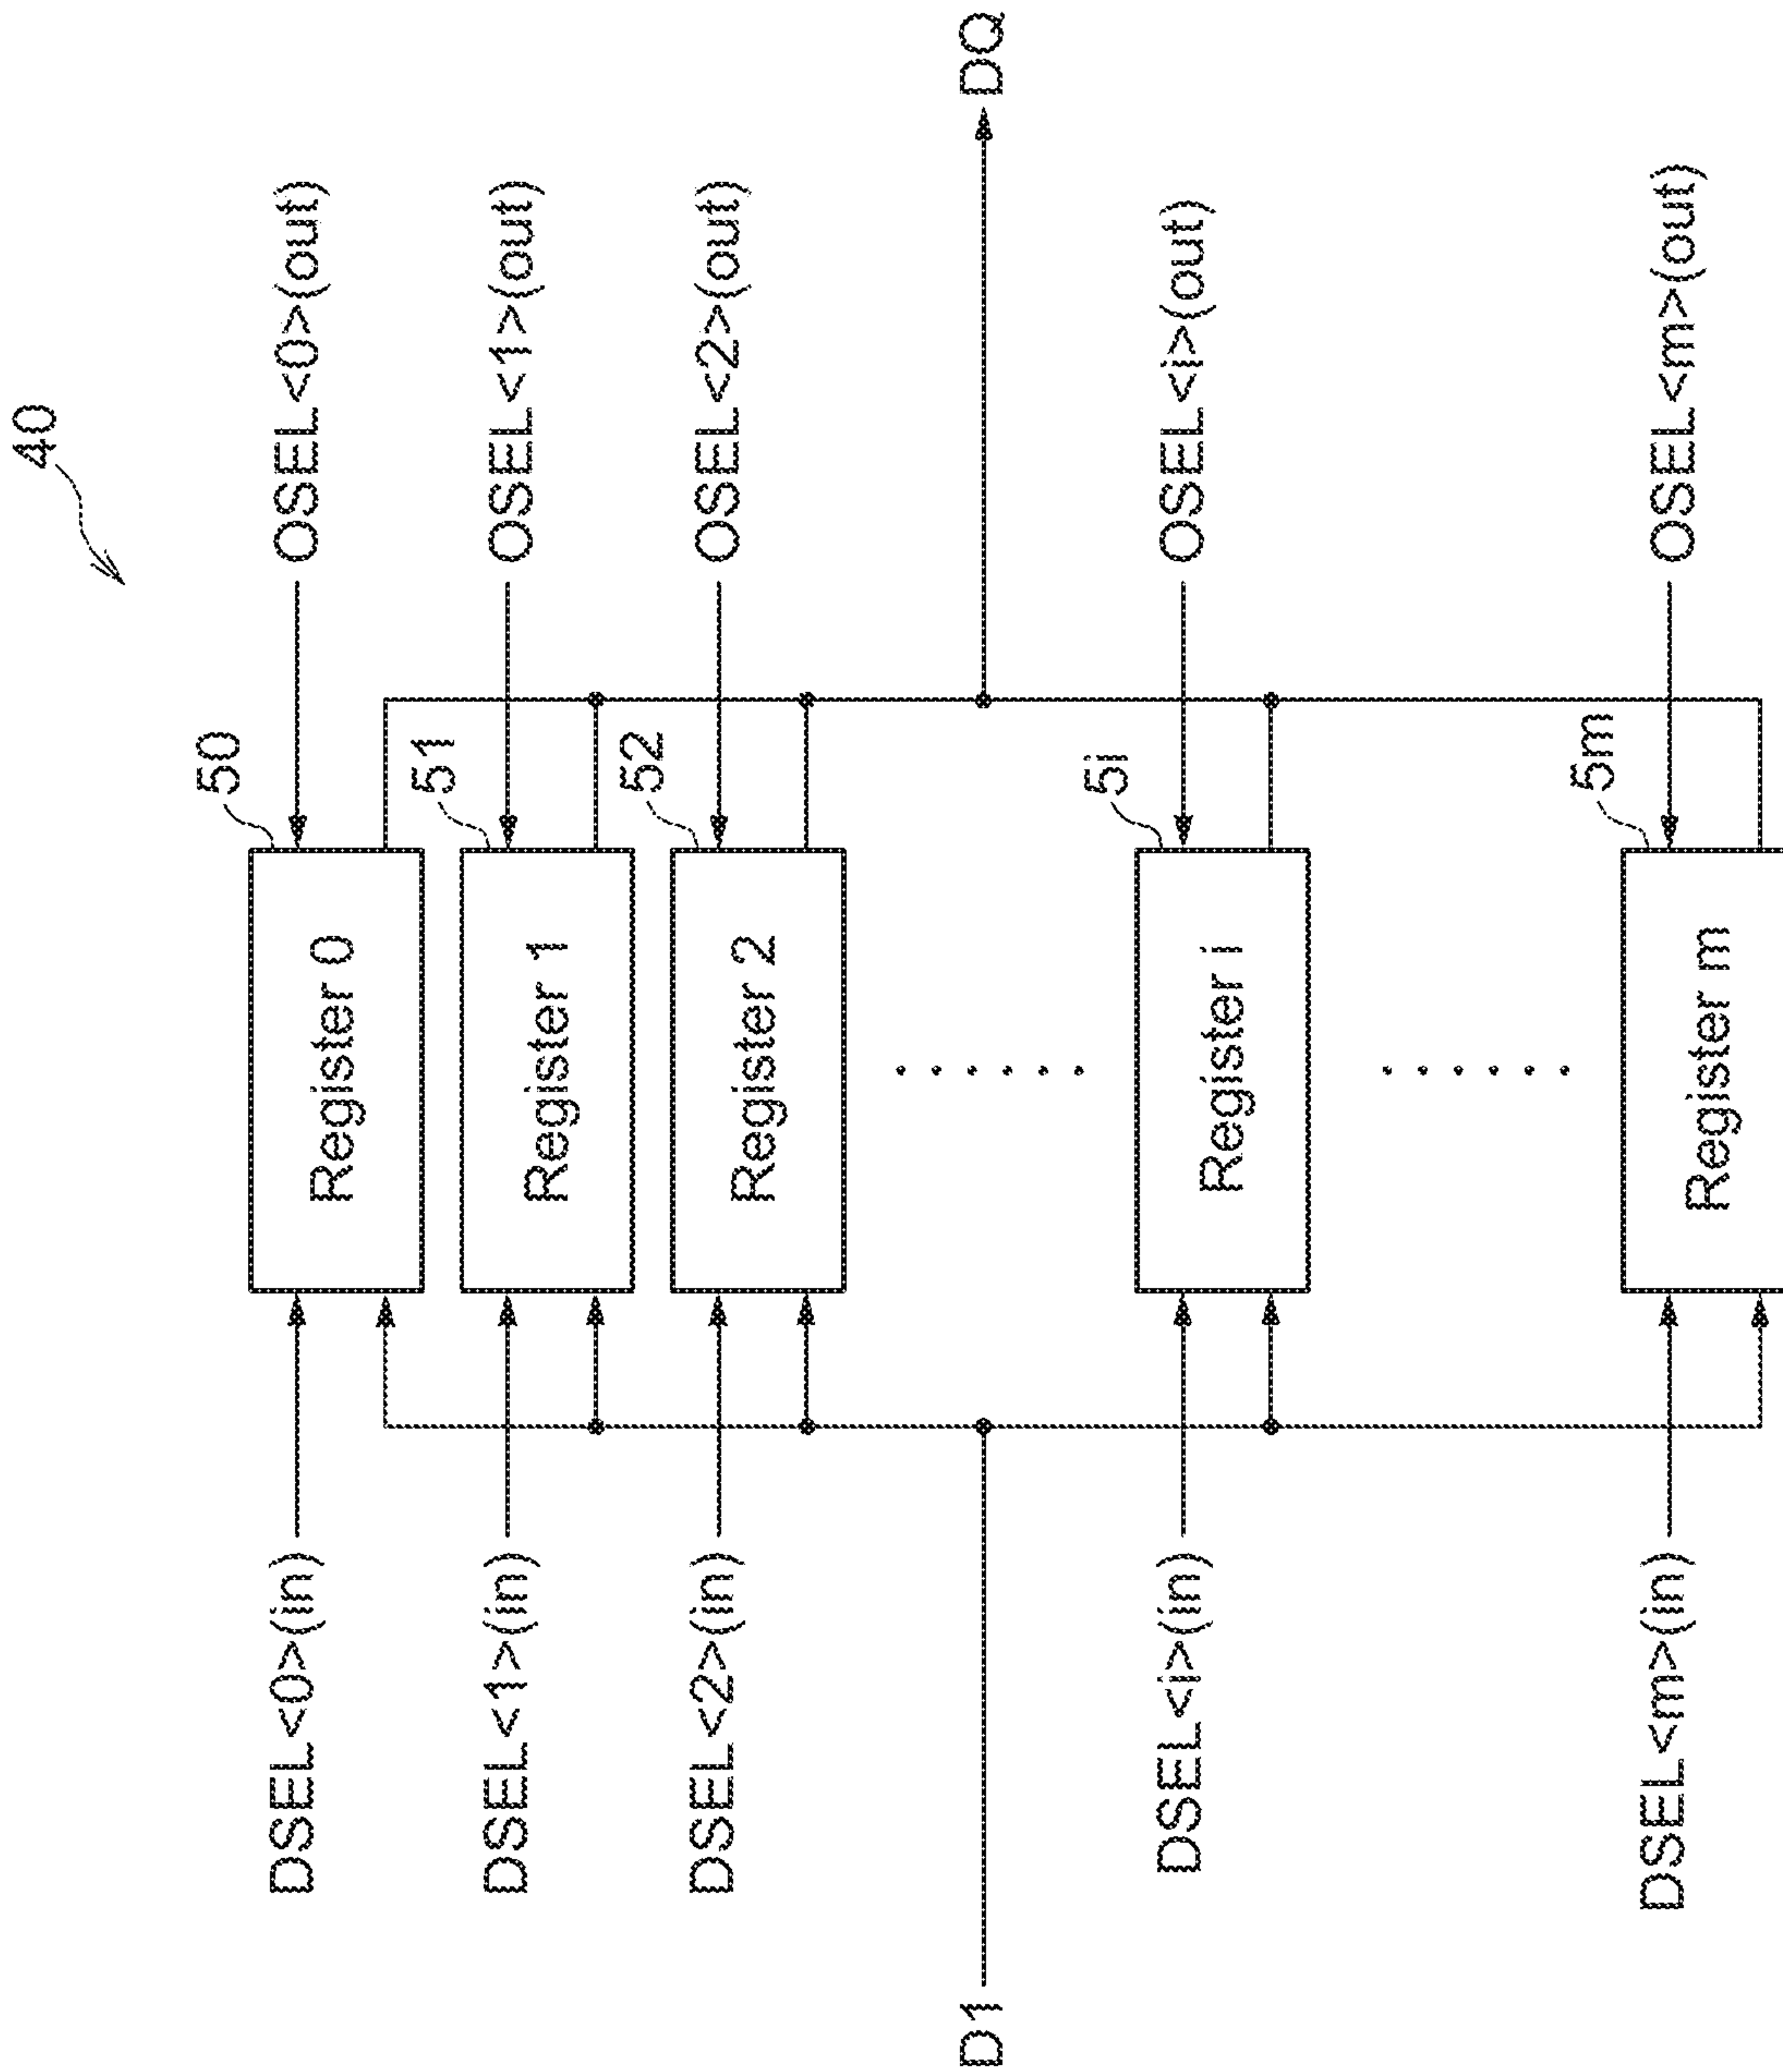 40
DSEL<0>(in)
50
Register 0
OSEL<0>(out)
DSEL<1>(in)
51
Register 1
OSEL<1>(out)
DSEL<2>(in)
52
Register 2
OSEL<2>(out)
D1
DQ
DSEL<i>(in)
5i
Register i
OSEL<i>(out)
DSEL<m>(in)
5m
Register m
OSEL<m>(out)